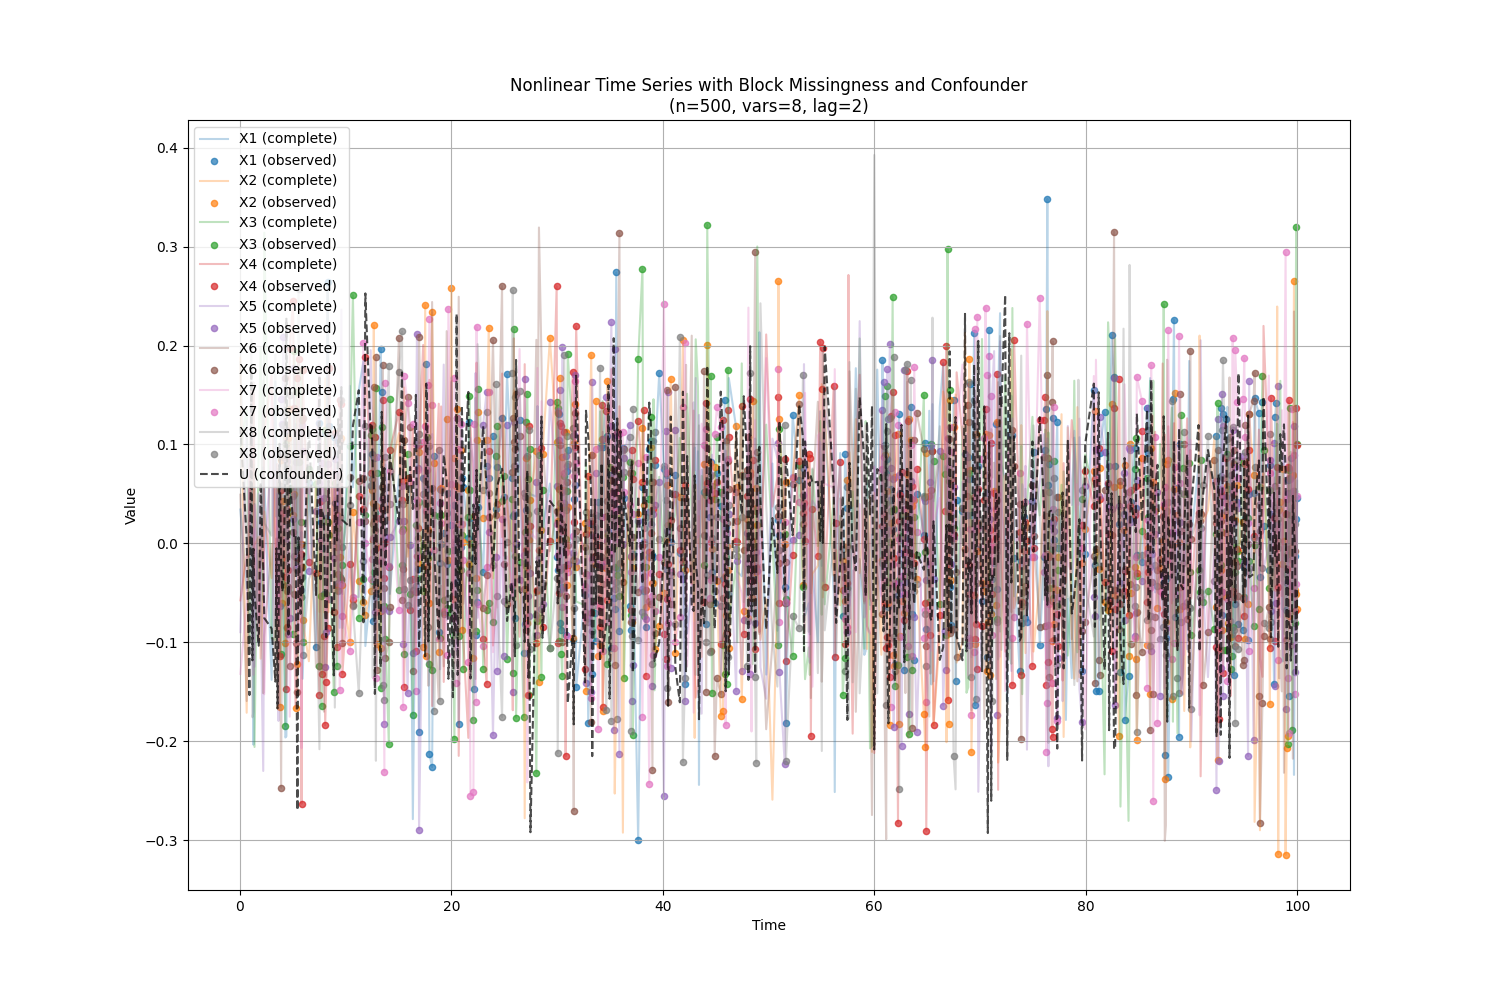 Nonlinear Time Series with Block Missingness and Confounder
(n=500, vars=8, lag=2)
X1 (complete)
X1 (observed)
X2 (complete)
X2 (observed)
X3 (complete)
X3 (observed)
X4 (complete)
X4 (observed)
X5 (complete)
X5 (observed)
X6 (complete)
X6 (observed)
X7 (complete)
X7 (observed)
X8 (complete)
X8 (observed)
U (confounder)
0.4
0.3
0.2
0.1
0.0
−0.1
−0.2
−0.3
Value
0 20 40 60 80 100
Time